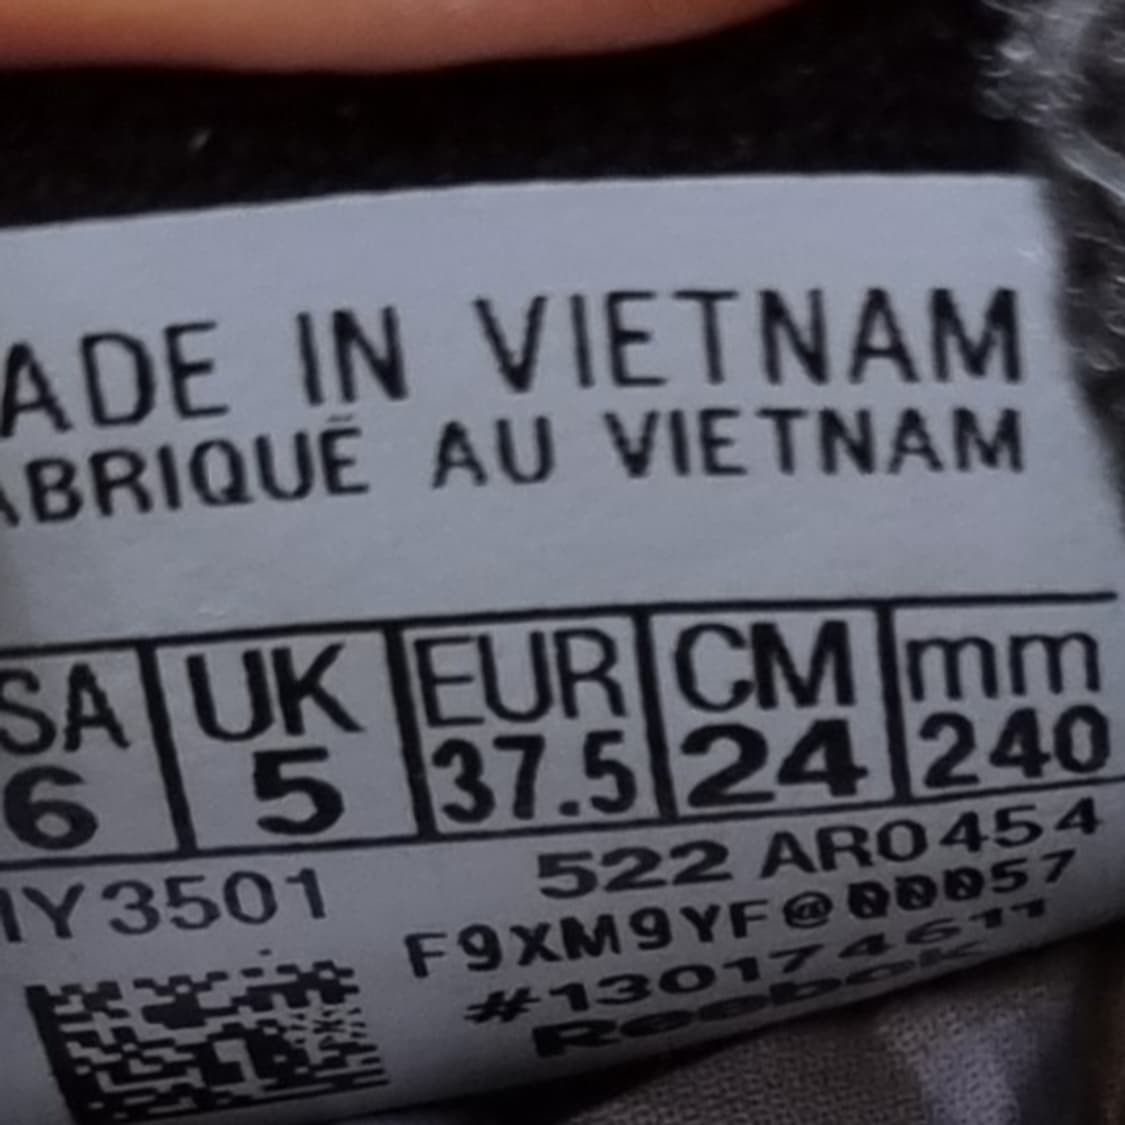 ADE IN VIETNAM
ABRIQUÉ AU VIETNAM
SA UK EUR CM mm
6 5 37.5 24 240
IY3501 522 ARO454
F9XM9YF@00057
#130174611
Reebok